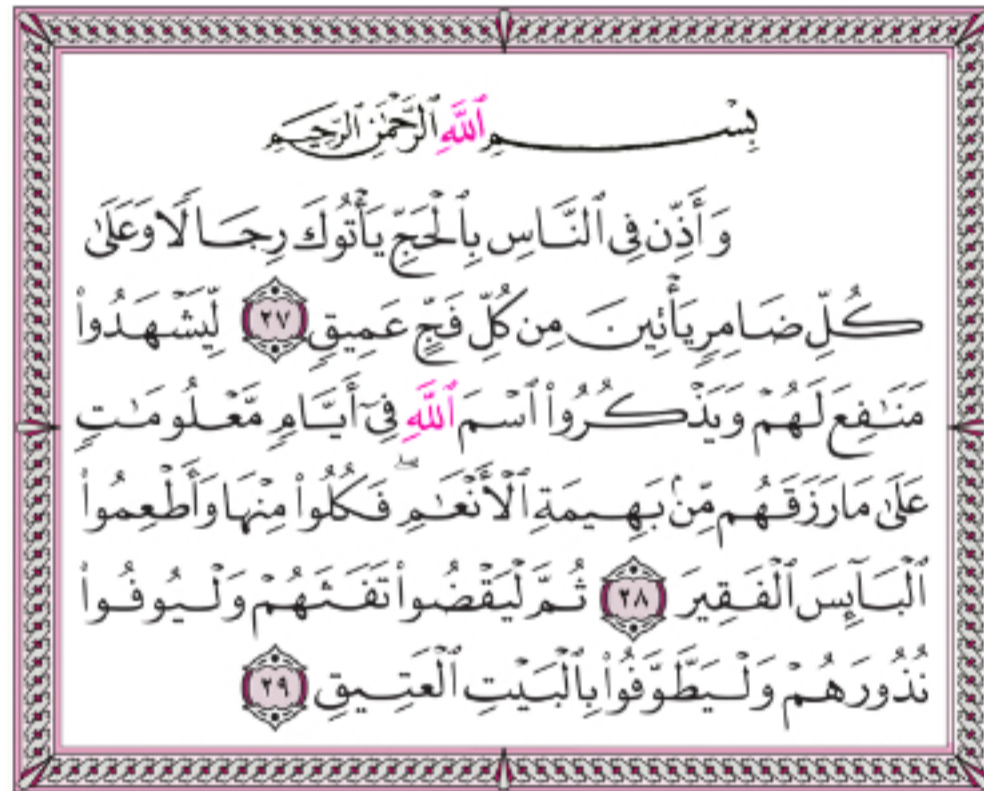 بِسْمِ ٱللَّهِ ٱلرَّحْمَٰنِ ٱلرَّحِيمِ
وَأَذِّن فِى ٱلنَّاسِ بِٱلْحَجِّ يَأْتُوكَ رِجَالًا وَعَلَىٰ
كُلِّ ضَامِرٍ يَأْتِينَ مِن كُلِّ فَجٍّ عَمِيقٍ ٢٧ لِّيَشْهَدُوا۟
مَنَٰفِعَ لَهُمْ وَيَذْكُرُوا۟ ٱسْمَ ٱللَّهِ فِىٓ أَيَّامٍ مَّعْلُومَٰتٍ
عَلَىٰ مَا رَزَقَهُم مِّنۢ بَهِيمَةِ ٱلْأَنْعَٰمِ ۖ فَكُلُوا۟ مِنْهَا وَأَطْعِمُوا۟
ٱلْبَآئِسَ ٱلْفَقِيرَ ٢٨ ثُمَّ لْيَقْضُوا۟ تَفَثَهُمْ وَلْيُوفُوا۟
نُذُورَهُمْ وَلْيَطَّوَّفُوا۟ بِٱلْبَيْتِ ٱلْعَتِيقِ ٢٩